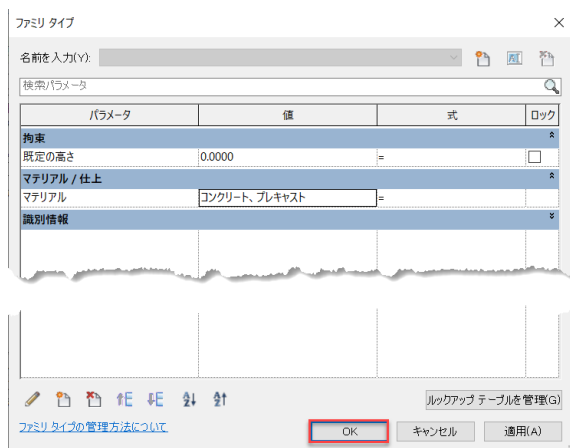 ファミリ タイプ
名前を入力(Y):
検索パラメータ
パラメータ 値 式 ロック
拘束
既定の高さ 0.0000 =
マテリアル / 仕上
マテリアル コンクリート、プレキャスト =
識別情報
ルックアップ テーブルを管理(G)
ファミリ タイプの管理方法について OK キャンセル 適用(A)